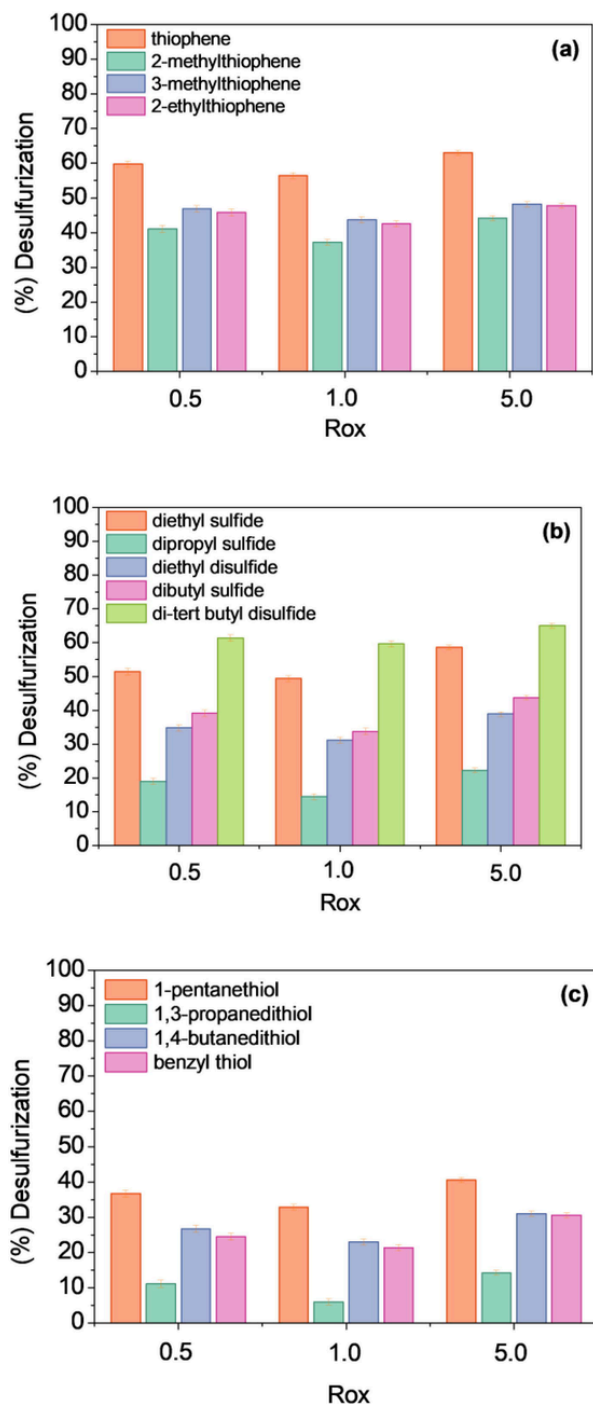 100
90
80
70
60
50
40
30
20
10
0
(%) Desulfurization
thiophene
2-methylthiophene
3-methylthiophene
2-ethylthiophene
(a)
0.5 1.0 5.0
Rox
100
90
80
70
60
50
40
30
20
10
0
(%) Desulfurization
diethyl sulfide
dipropyl sulfide
diethyl disulfide
dibutyl sulfide
di-tert butyl disulfide
(b)
0.5 1.0 5.0
Rox
100
90
80
70
60
50
40
30
20
10
0
(%) Desulfurization
1-pentanethiol
1,3-propanedithiol
1,4-butanedithiol
benzyl thiol
(c)
0.5 1.0 5.0
Rox